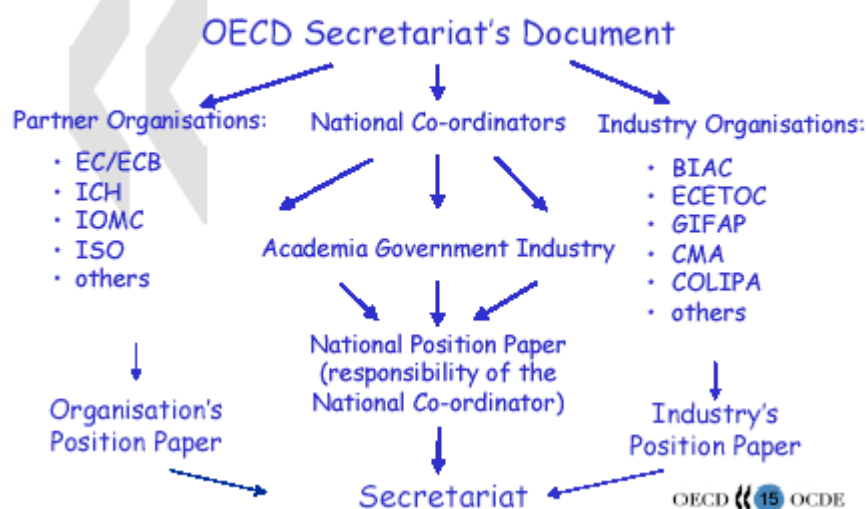 OECD Secretariat's Document
Partner Organisations:
• EC/ECB
• ICH
• IOMC
• ISO
• others
National Co-ordinators
Industry Organisations:
• BIAC
• ECETOC
• GIFAP
• CMA
• COLIPA
• others
Academia Government Industry
National Position Paper
(responsibility of the
National Co-ordinator)
Organisation's
Position Paper
Industry's
Position Paper
Secretariat
OECD 15 OCDE